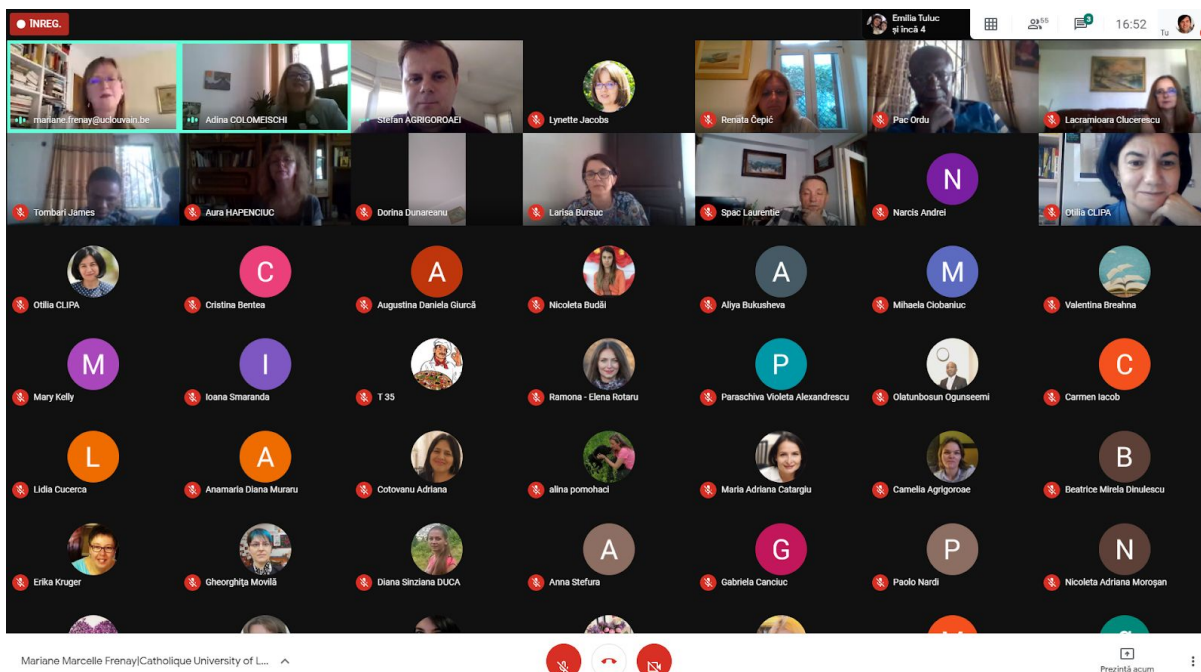 ÎNREG.
Emilia Tuluc
și încă 4
55
3
16:52
Tu
mariane.frenay@uclouvain.be
Adina COLOMEISCHI
Stefan AGRIGOROAEI
Lynette Jacobs
Renata Čepić
Pac Ordu
Lacramioara Clucerescu
Tombari James
Aura HAPENCIUC
Dorina Dunareanu
Larisa Bursuc
Spac Laurentie
N
Narcis Andrei
Otilia CLIPA
Otilia CLIPA
C
Cristina Bentea
A
Augustina Daniela Giurcă
Nicoleta Budăi
A
Aliya Bukusheva
M
Mihaela Ciobaniuc
Valentina Breahna
M
Mary Kelly
I
Ioana Smaranda
T 35
Ramona - Elena Rotaru
P
Paraschiva Violeta Alexandrescu
Olatunbosun Ogunseemi
C
Carmen Iacob
L
Lidia Cucerca
A
Anamaria Diana Muraru
Cotovanu Adriana
alina pomohaci
Maria Adriana Catargiu
Camelia Agrigoroae
B
Beatrice Mirela Dinulescu
Erika Kruger
Gheorghiţa Movilă
Diana Sinziana DUCA
A
Anna Stefura
G
Gabriela Canciuc
P
Paolo Nardi
N
Nicoleta Adriana Moroşan
Mariane Marcelle Frenay|Catholique University of L...
Prezintă acum